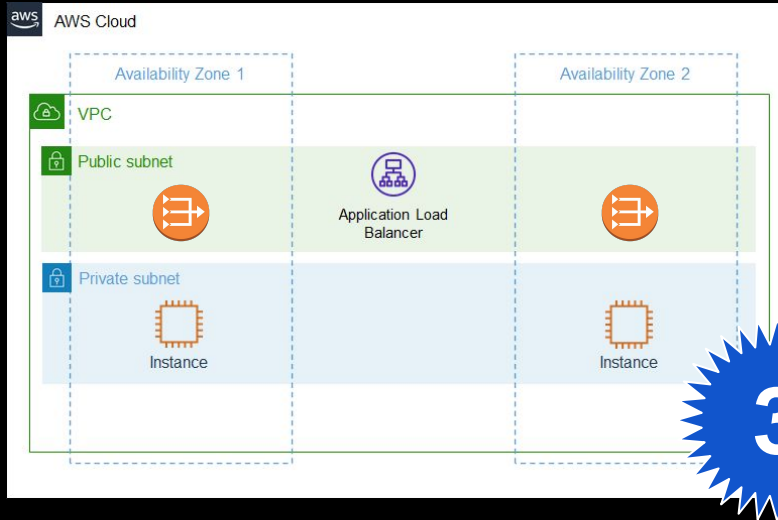 aws
AWS Cloud
Availability Zone 1
Availability Zone 2
VPC
Public subnet
Application Load
Balancer
Private subnet
Instance
Instance
3